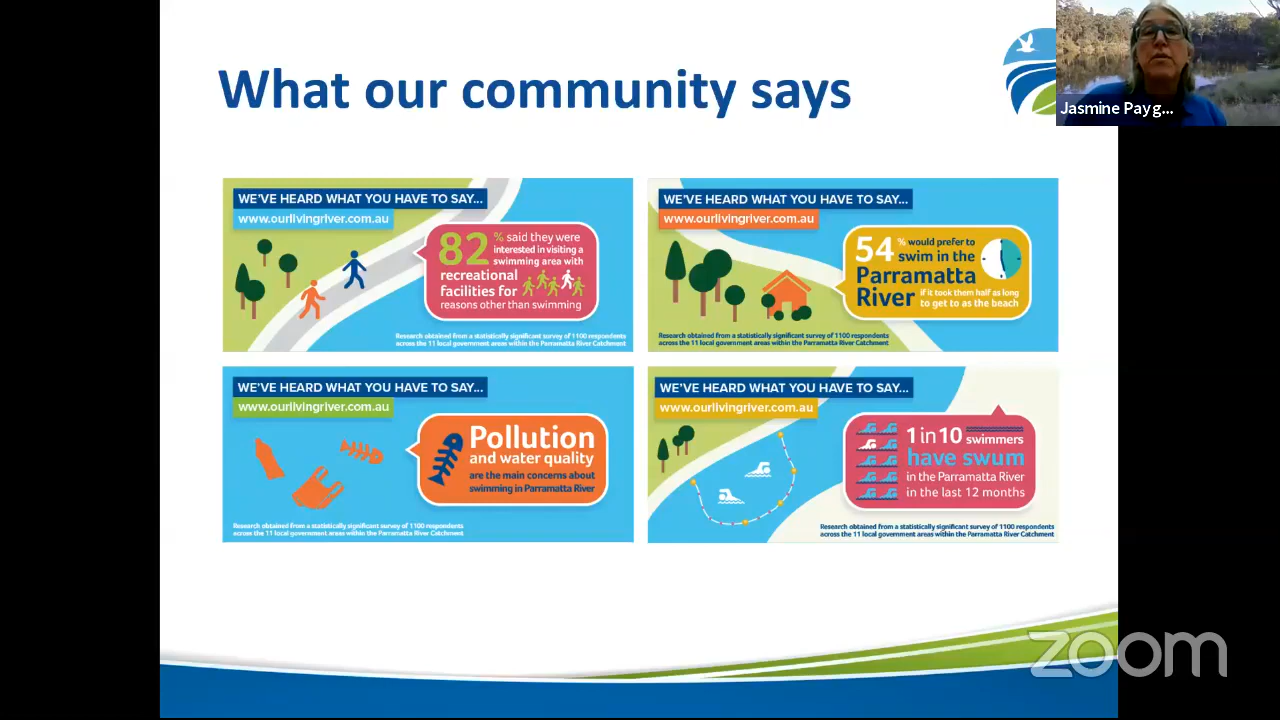 What our community says
Jasmine Payg...
WE'VE HEARD WHAT YOU HAVE TO SAY...
www.ourlivingriver.com.au
82% said they were
interested in visiting a
swimming area with
recreational
facilities for
reasons other than swimming
Research obtained from a statistically significant survey of 1100 respondents
across the 11 local government areas within the Parramatta River Catchment
WE'VE HEARD WHAT YOU HAVE TO SAY...
www.ourlivingriver.com.au
54% would prefer to
swim in the
Parramatta
River if it took them half as long
to get to as the beach
Research obtained from a statistically significant survey of 1100 respondents
across the 11 local government areas within the Parramatta River Catchment
WE'VE HEARD WHAT YOU HAVE TO SAY...
www.ourlivingriver.com.au
Pollution
and water quality
are the main concerns about
swimming in Parramatta River
Research obtained from a statistically significant survey of 1100 respondents
across the 11 local government areas within the Parramatta River Catchment
WE'VE HEARD WHAT YOU HAVE TO SAY...
www.ourlivingriver.com.au
1 in 10 swimmers
have swum
in the Parramatta River
in the last 12 months
Research obtained from a statistically significant survey of 1100 respondents
across the 11 local government areas within the Parramatta River Catchment
zoom